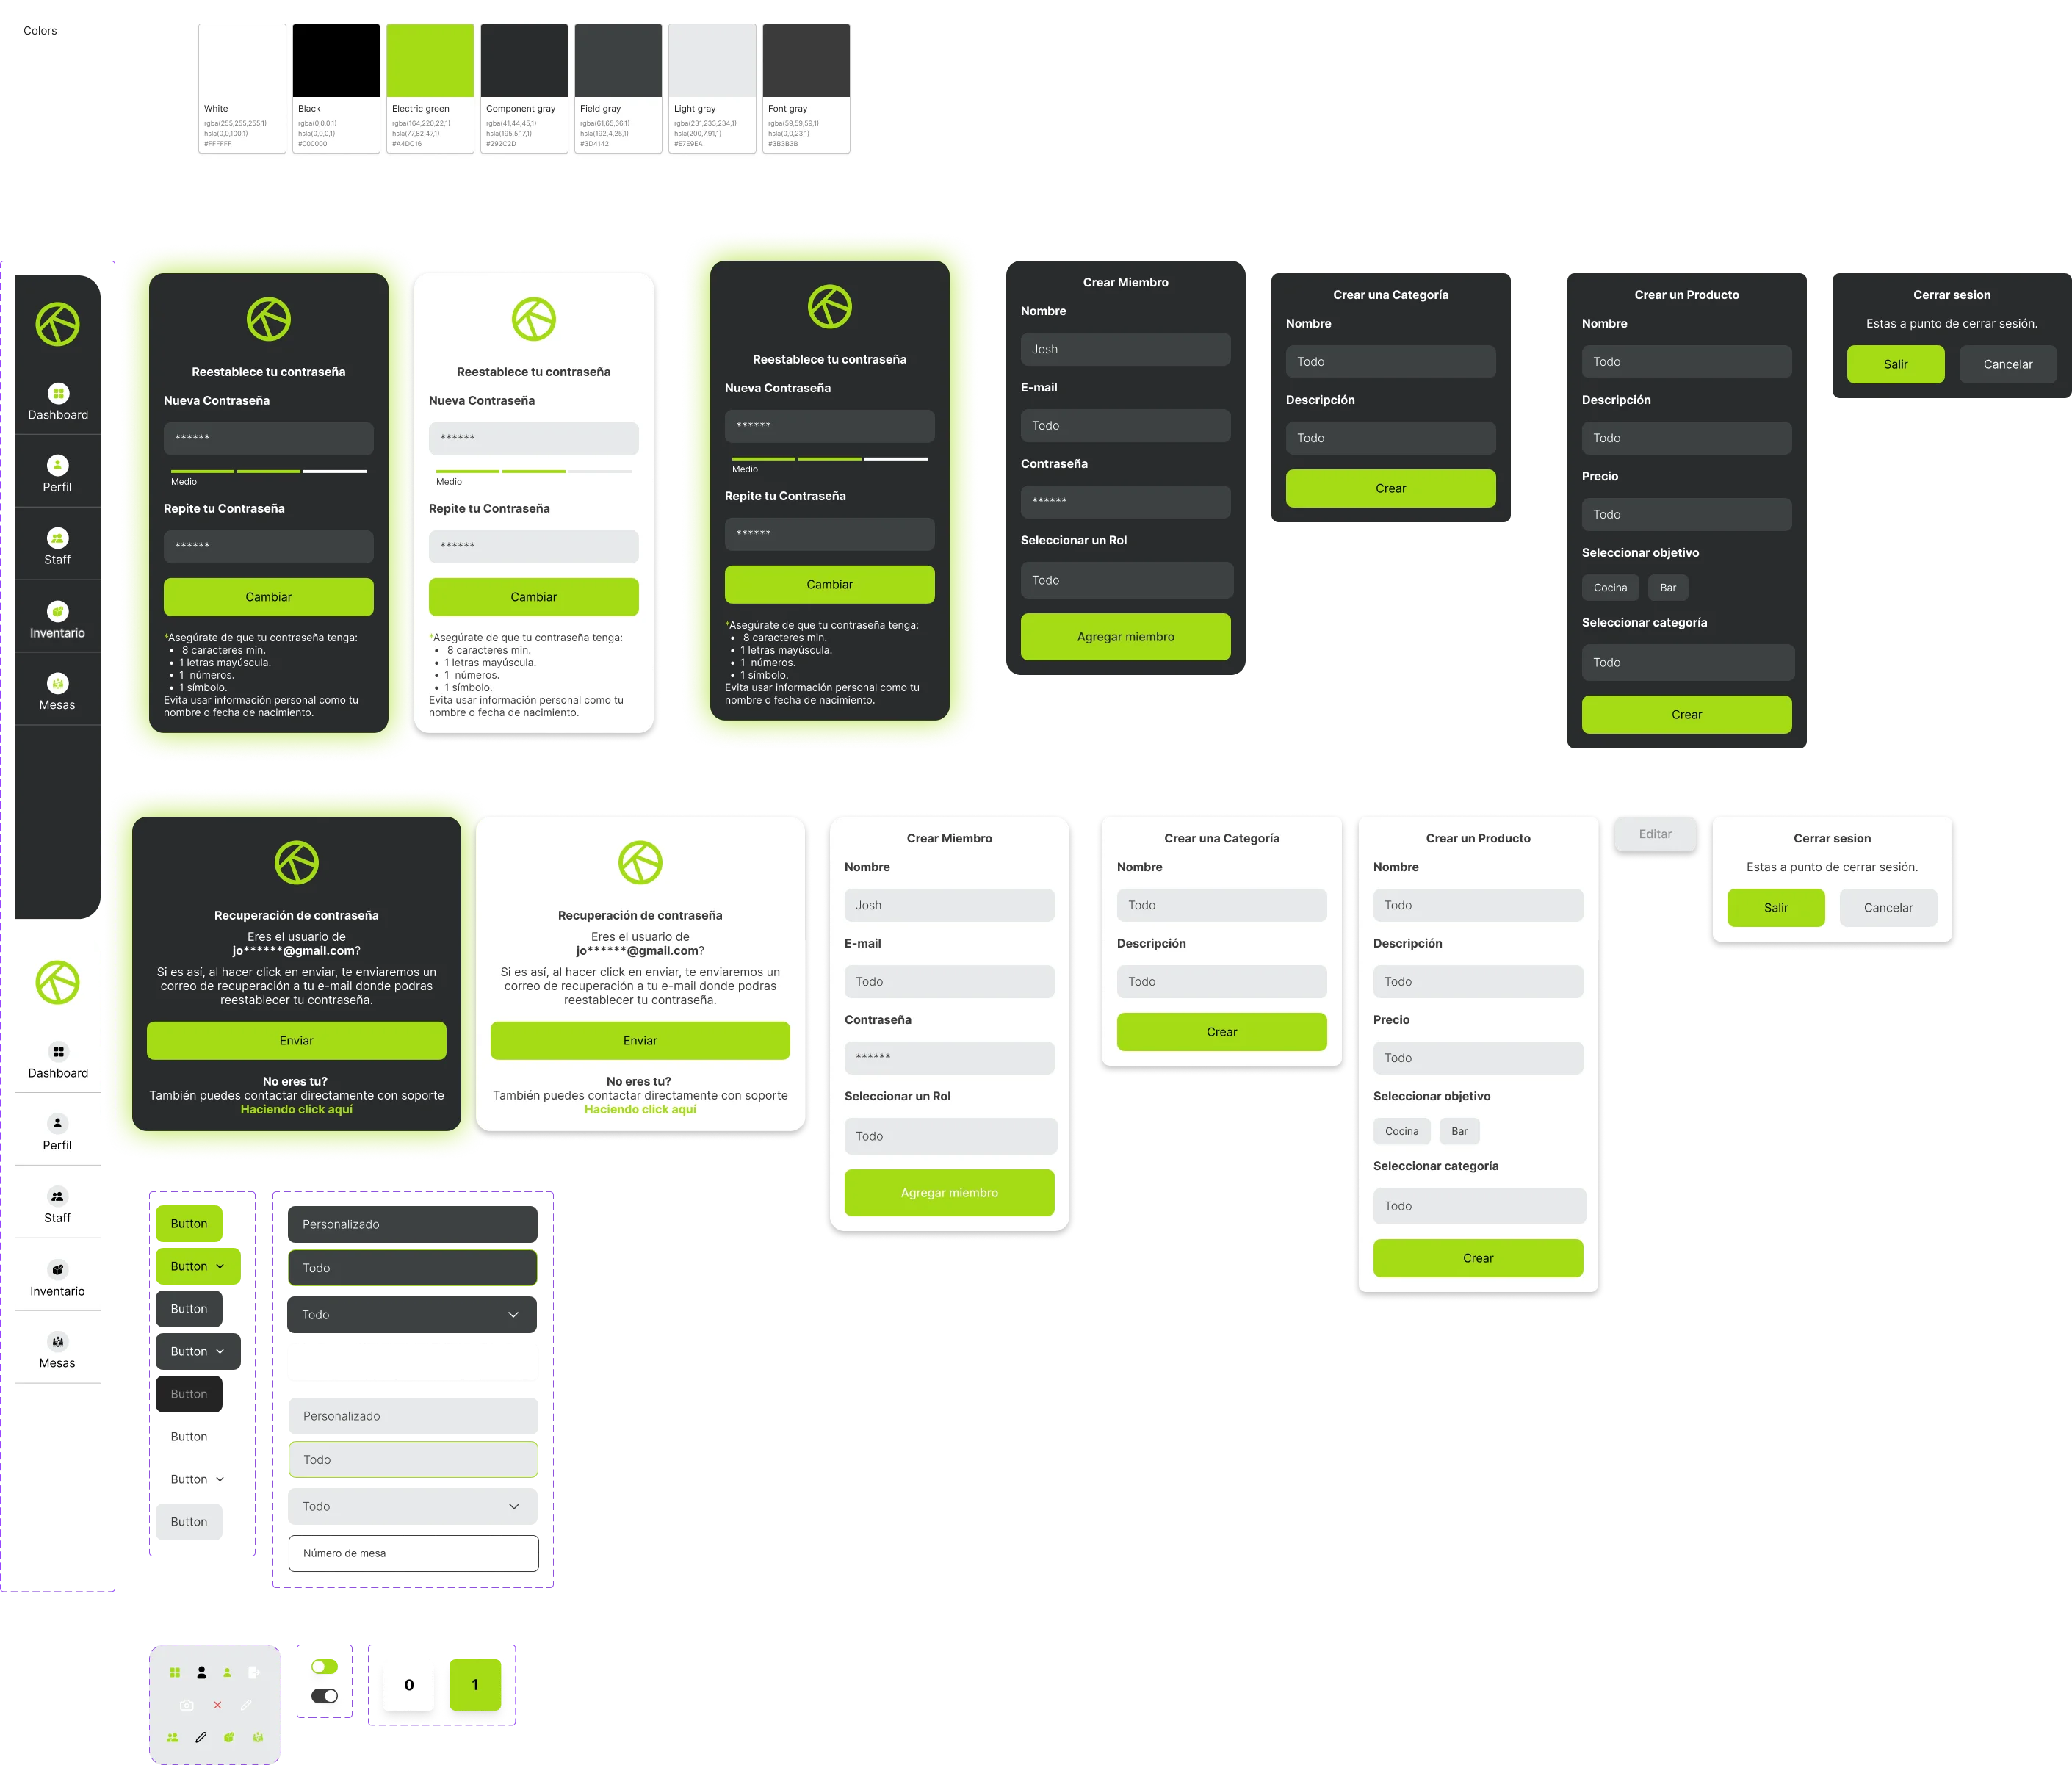 Colors
White
rgba(255,255,255,1)
hsla(0,0,100,1)
#FFFFFF
Black
rgba(0,0,0,1)
hsla(0,0,0,1)
#000000
Electric green
rgba(164,220,22,1)
hsla(77,82,47,1)
#A4DC16
Component gray
rgba(41,44,45,1)
hsla(195,5,17,1)
#292C2D
Field gray
rgba(61,65,66,1)
hsla(192,4,25,1)
#3D4142
Light gray
rgba(231,233,234,1)
hsla(200,7,91,1)
#E7E9EA
Font gray
rgba(59,59,59,1)
hsla(0,0,23,1)
#3B3B3B
Dashboard
Perfil
Staff
Inventario
Mesas
Reestablece tu contraseña
Nueva Contraseña
******
Medio
Repite tu Contraseña
******
Cambiar
*Asegúrate de que tu contraseña tenga:
• 8 caracteres min.
• 1 letras mayúscula.
• 1 números.
• 1 símbolo.
Evita usar información personal como tu
nombre o fecha de nacimiento.
Reestablece tu contraseña
Nueva Contraseña
******
Medio
Repite tu Contraseña
******
Cambiar
*Asegúrate de que tu contraseña tenga:
• 8 caracteres min.
• 1 letras mayúscula.
• 1 números.
• 1 símbolo.
Evita usar información personal como tu
nombre o fecha de nacimiento.
Reestablece tu contraseña
Nueva Contraseña
******
Medio
Repite tu Contraseña
******
Cambiar
*Asegúrate de que tu contraseña tenga:
• 8 caracteres min.
• 1 letras mayúscula.
• 1 números.
• 1 símbolo.
Evita usar información personal como tu
nombre o fecha de nacimiento.
Crear Miembro
Nombre
Josh
E-mail
Todo
Contraseña
******
Seleccionar un Rol
Todo
Agregar miembro
Crear una Categoría
Nombre
Todo
Descripción
Todo
Crear
Crear un Producto
Nombre
Todo
Descripción
Todo
Precio
Todo
Seleccionar objetivo
Cocina
Bar
Seleccionar categoría
Todo
Crear
Cerrar sesion
Estas a punto de cerrar sesión.
Salir
Cancelar
Dashboard
Perfil
Staff
Inventario
Mesas
Recuperación de contraseña
Eres el usuario de
jo******@gmail.com?
Si es así, al hacer click en enviar, te enviaremos un
correo de recuperación a tu e-mail donde podras
reestablecer tu contraseña.
Enviar
No eres tu?
También puedes contactar directamente con soporte
Haciendo click aquí
Recuperación de contraseña
Eres el usuario de
jo******@gmail.com?
Si es así, al hacer click en enviar, te enviaremos un
correo de recuperación a tu e-mail donde podras
reestablecer tu contraseña.
Enviar
No eres tu?
También puedes contactar directamente con soporte
Haciendo click aquí
Crear Miembro
Nombre
Josh
E-mail
Todo
Contraseña
******
Seleccionar un Rol
Todo
Agregar miembro
Crear una Categoría
Nombre
Todo
Descripción
Todo
Crear
Crear un Producto
Nombre
Todo
Descripción
Todo
Precio
Todo
Seleccionar objetivo
Cocina
Bar
Seleccionar categoría
Todo
Crear
Editar
Cerrar sesion
Estas a punto de cerrar sesión.
Salir
Cancelar
Button
Button
Button
Button
Button
Button
Button
Button
Personalizado
Todo
Todo
Personalizado
Todo
Todo
Número de mesa
0
1